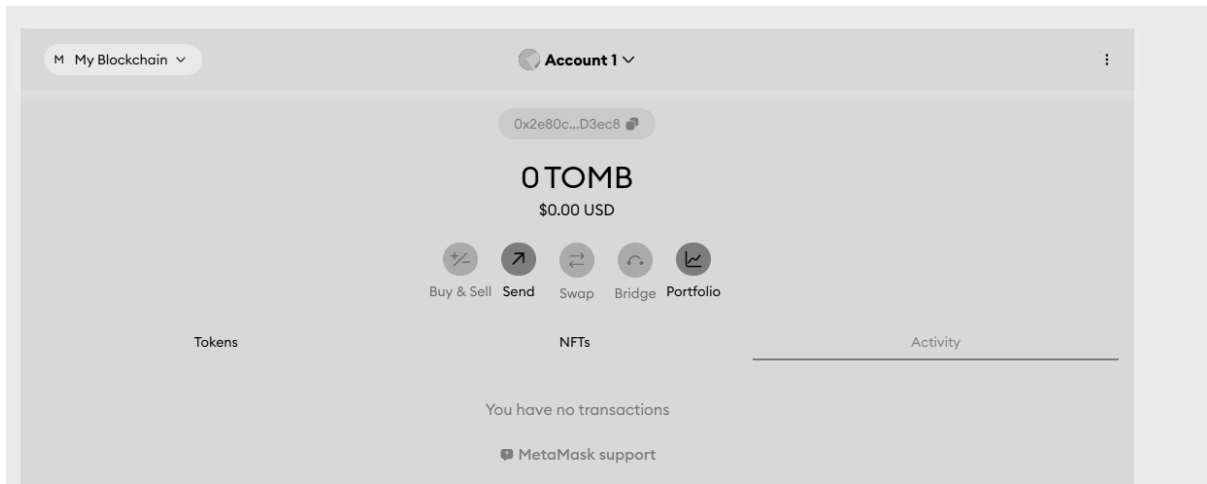 M My Blockchain
Account 1
0x2e80c...D3ec8
0 TOMB
$0.00 USD
Buy & Sell Send Swap Bridge Portfolio
Tokens NFTs Activity
You have no transactions
MetaMask support